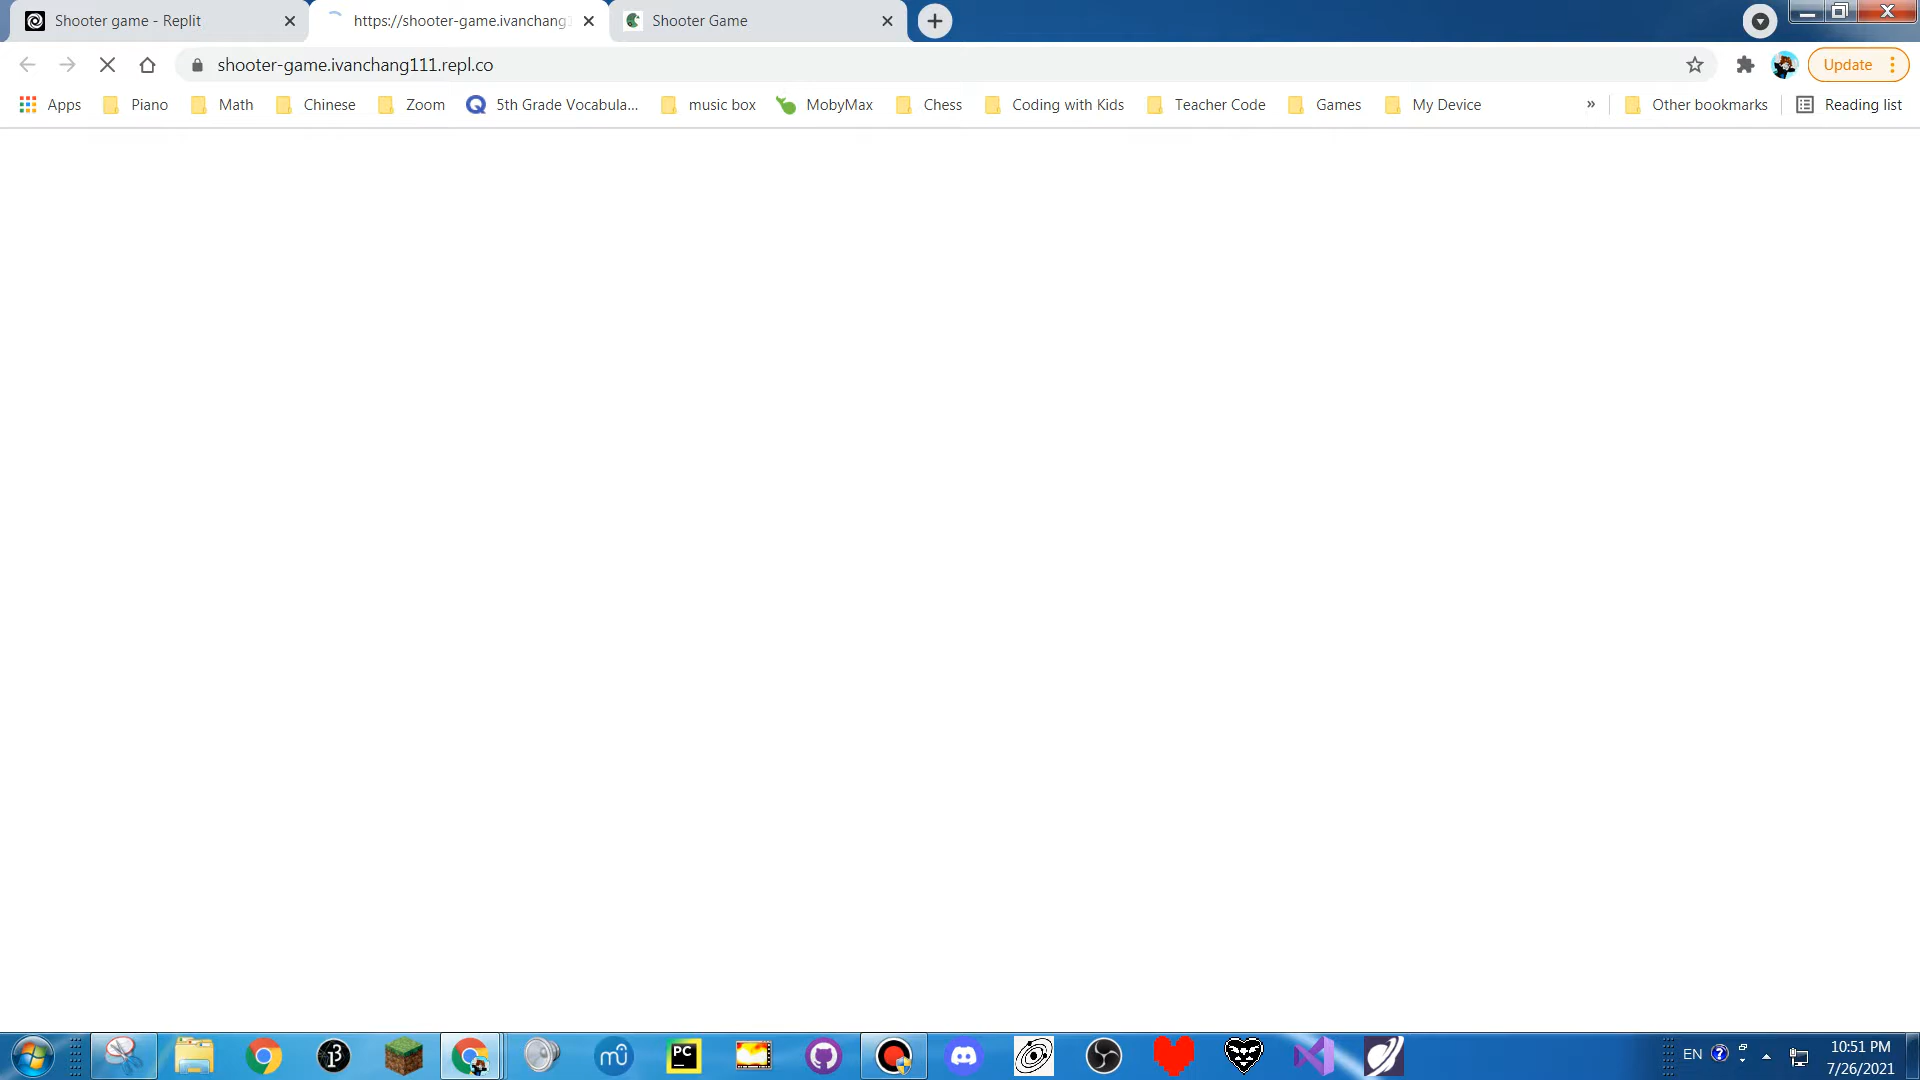 Shooter game - Replit
https://shooter-game.ivanchang
Shooter Game
shooter-game.ivanchang111.repl.co
Update
Apps
Piano
Math
Chinese
Zoom
5th Grade Vocabula...
music box
MobyMax
Chess
Coding with Kids
Teacher Code
Games
My Device
»
Other bookmarks
Reading list
PC
EN
10:51 PM
7/26/2021